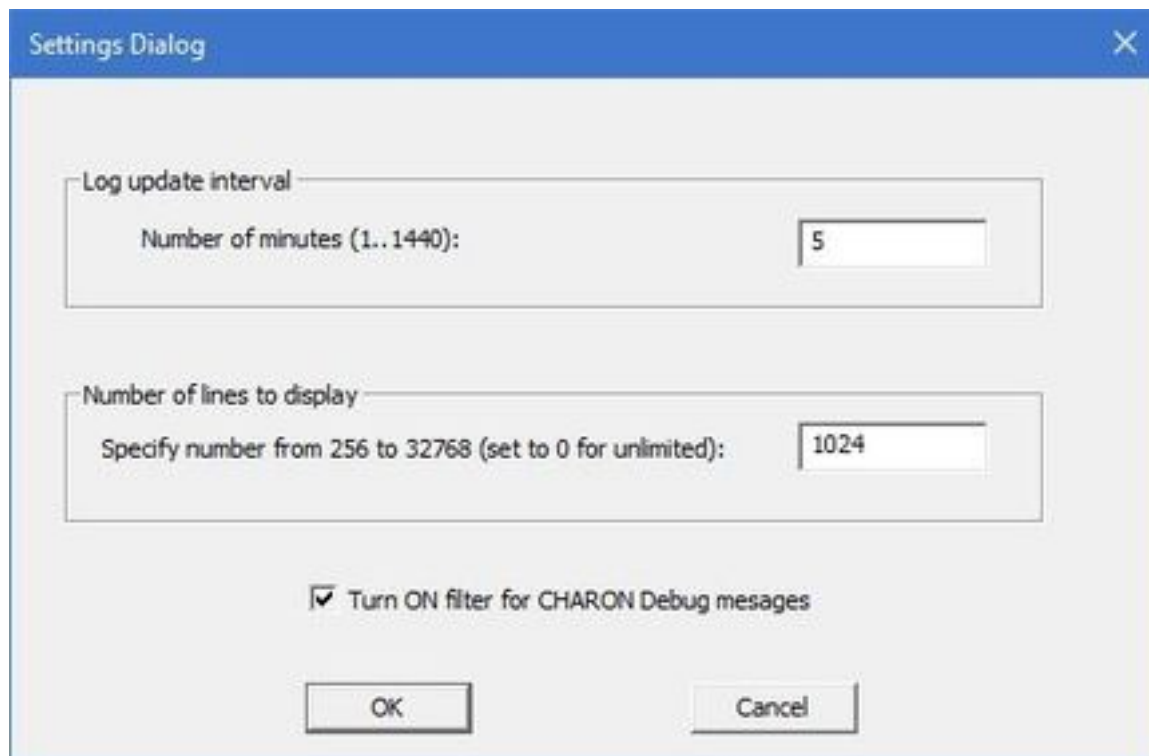 Settings Dialog
Log update interval
Number of minutes (1..1440):
5
Number of lines to display
Specify number from 256 to 32768 (set to 0 for unlimited):
1024
Turn ON filter for CHARON Debug mesages
OK
Cancel